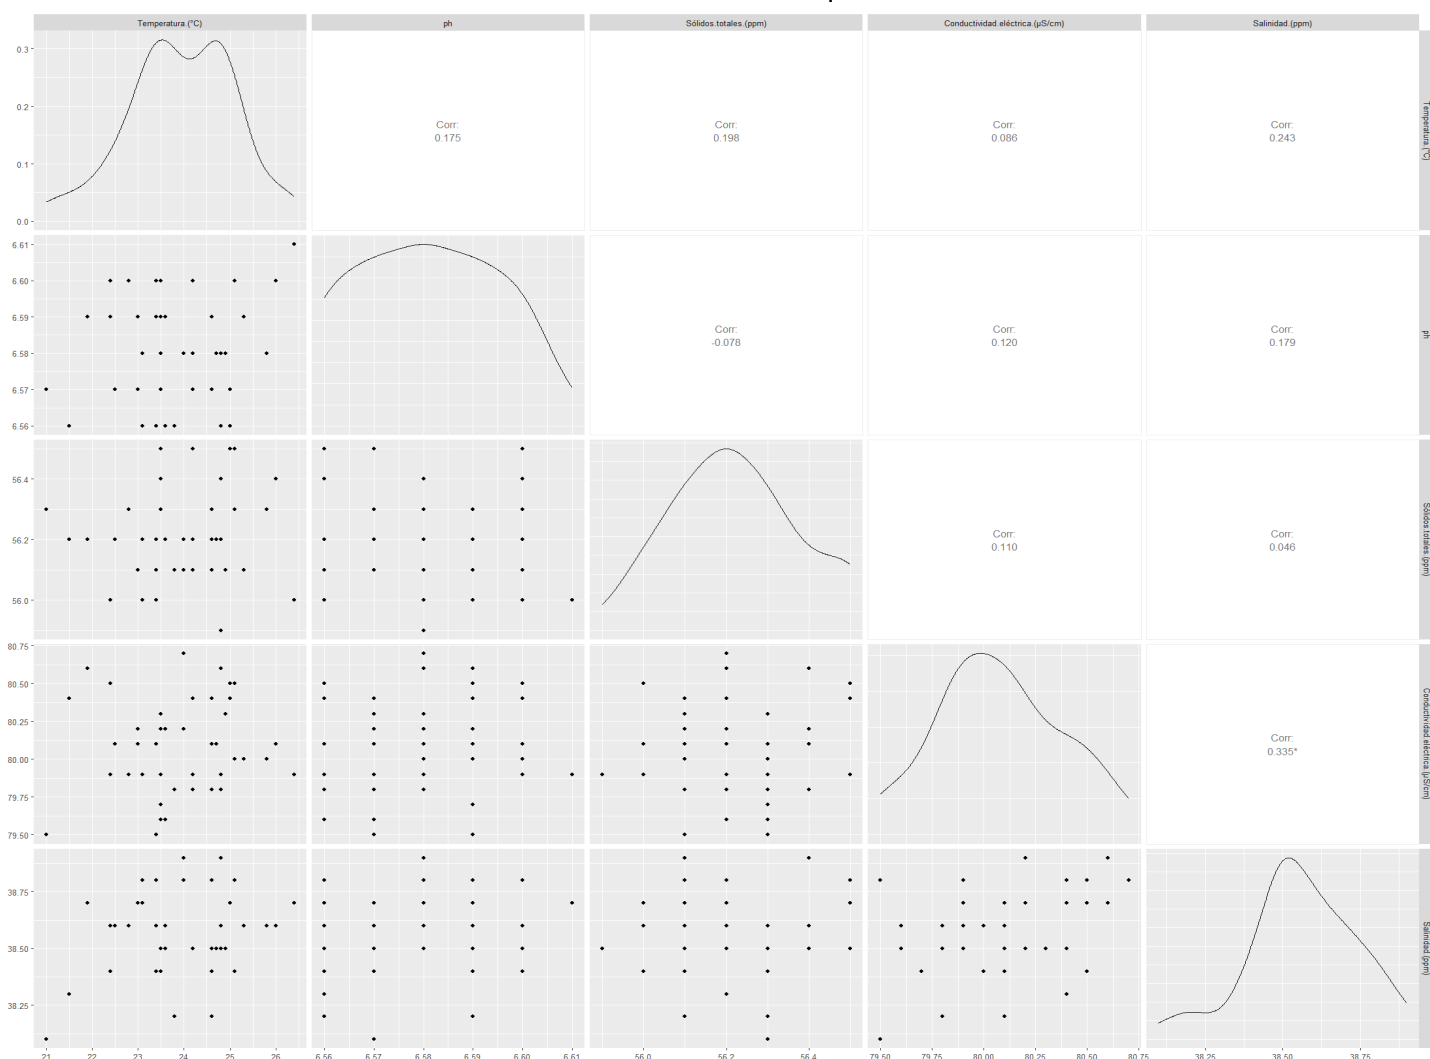 Temperatura.(°C)
ph
Sólidos.totales.(ppm)
Conductividad.eléctrica.(µS/cm)
Salinidad.(ppm)
0.3
0.2
0.1
0.0
Corr:
0.175
Corr:
0.198
Corr:
0.086
Corr:
0.243
Temperatura.(°C)
6.61
6.60
6.59
6.58
6.57
6.56
Corr:
-0.078
Corr:
0.120
Corr:
0.179
ph
56.4
56.2
56.0
Corr:
0.110
Corr:
0.046
Sólidos.totales.(ppm)
80.75
80.50
80.25
80.00
79.75
79.50
Corr:
0.335*
Conductividad.eléctrica.(µS/cm)
38.75
38.50
38.25
Salinidad.(ppm)
21 22 23 24 25 26
6.56 6.57 6.58 6.59 6.60 6.61
56.0 56.2 56.4
79.50 79.75 80.00 80.25 80.50 80.75
38.25 38.50 38.75